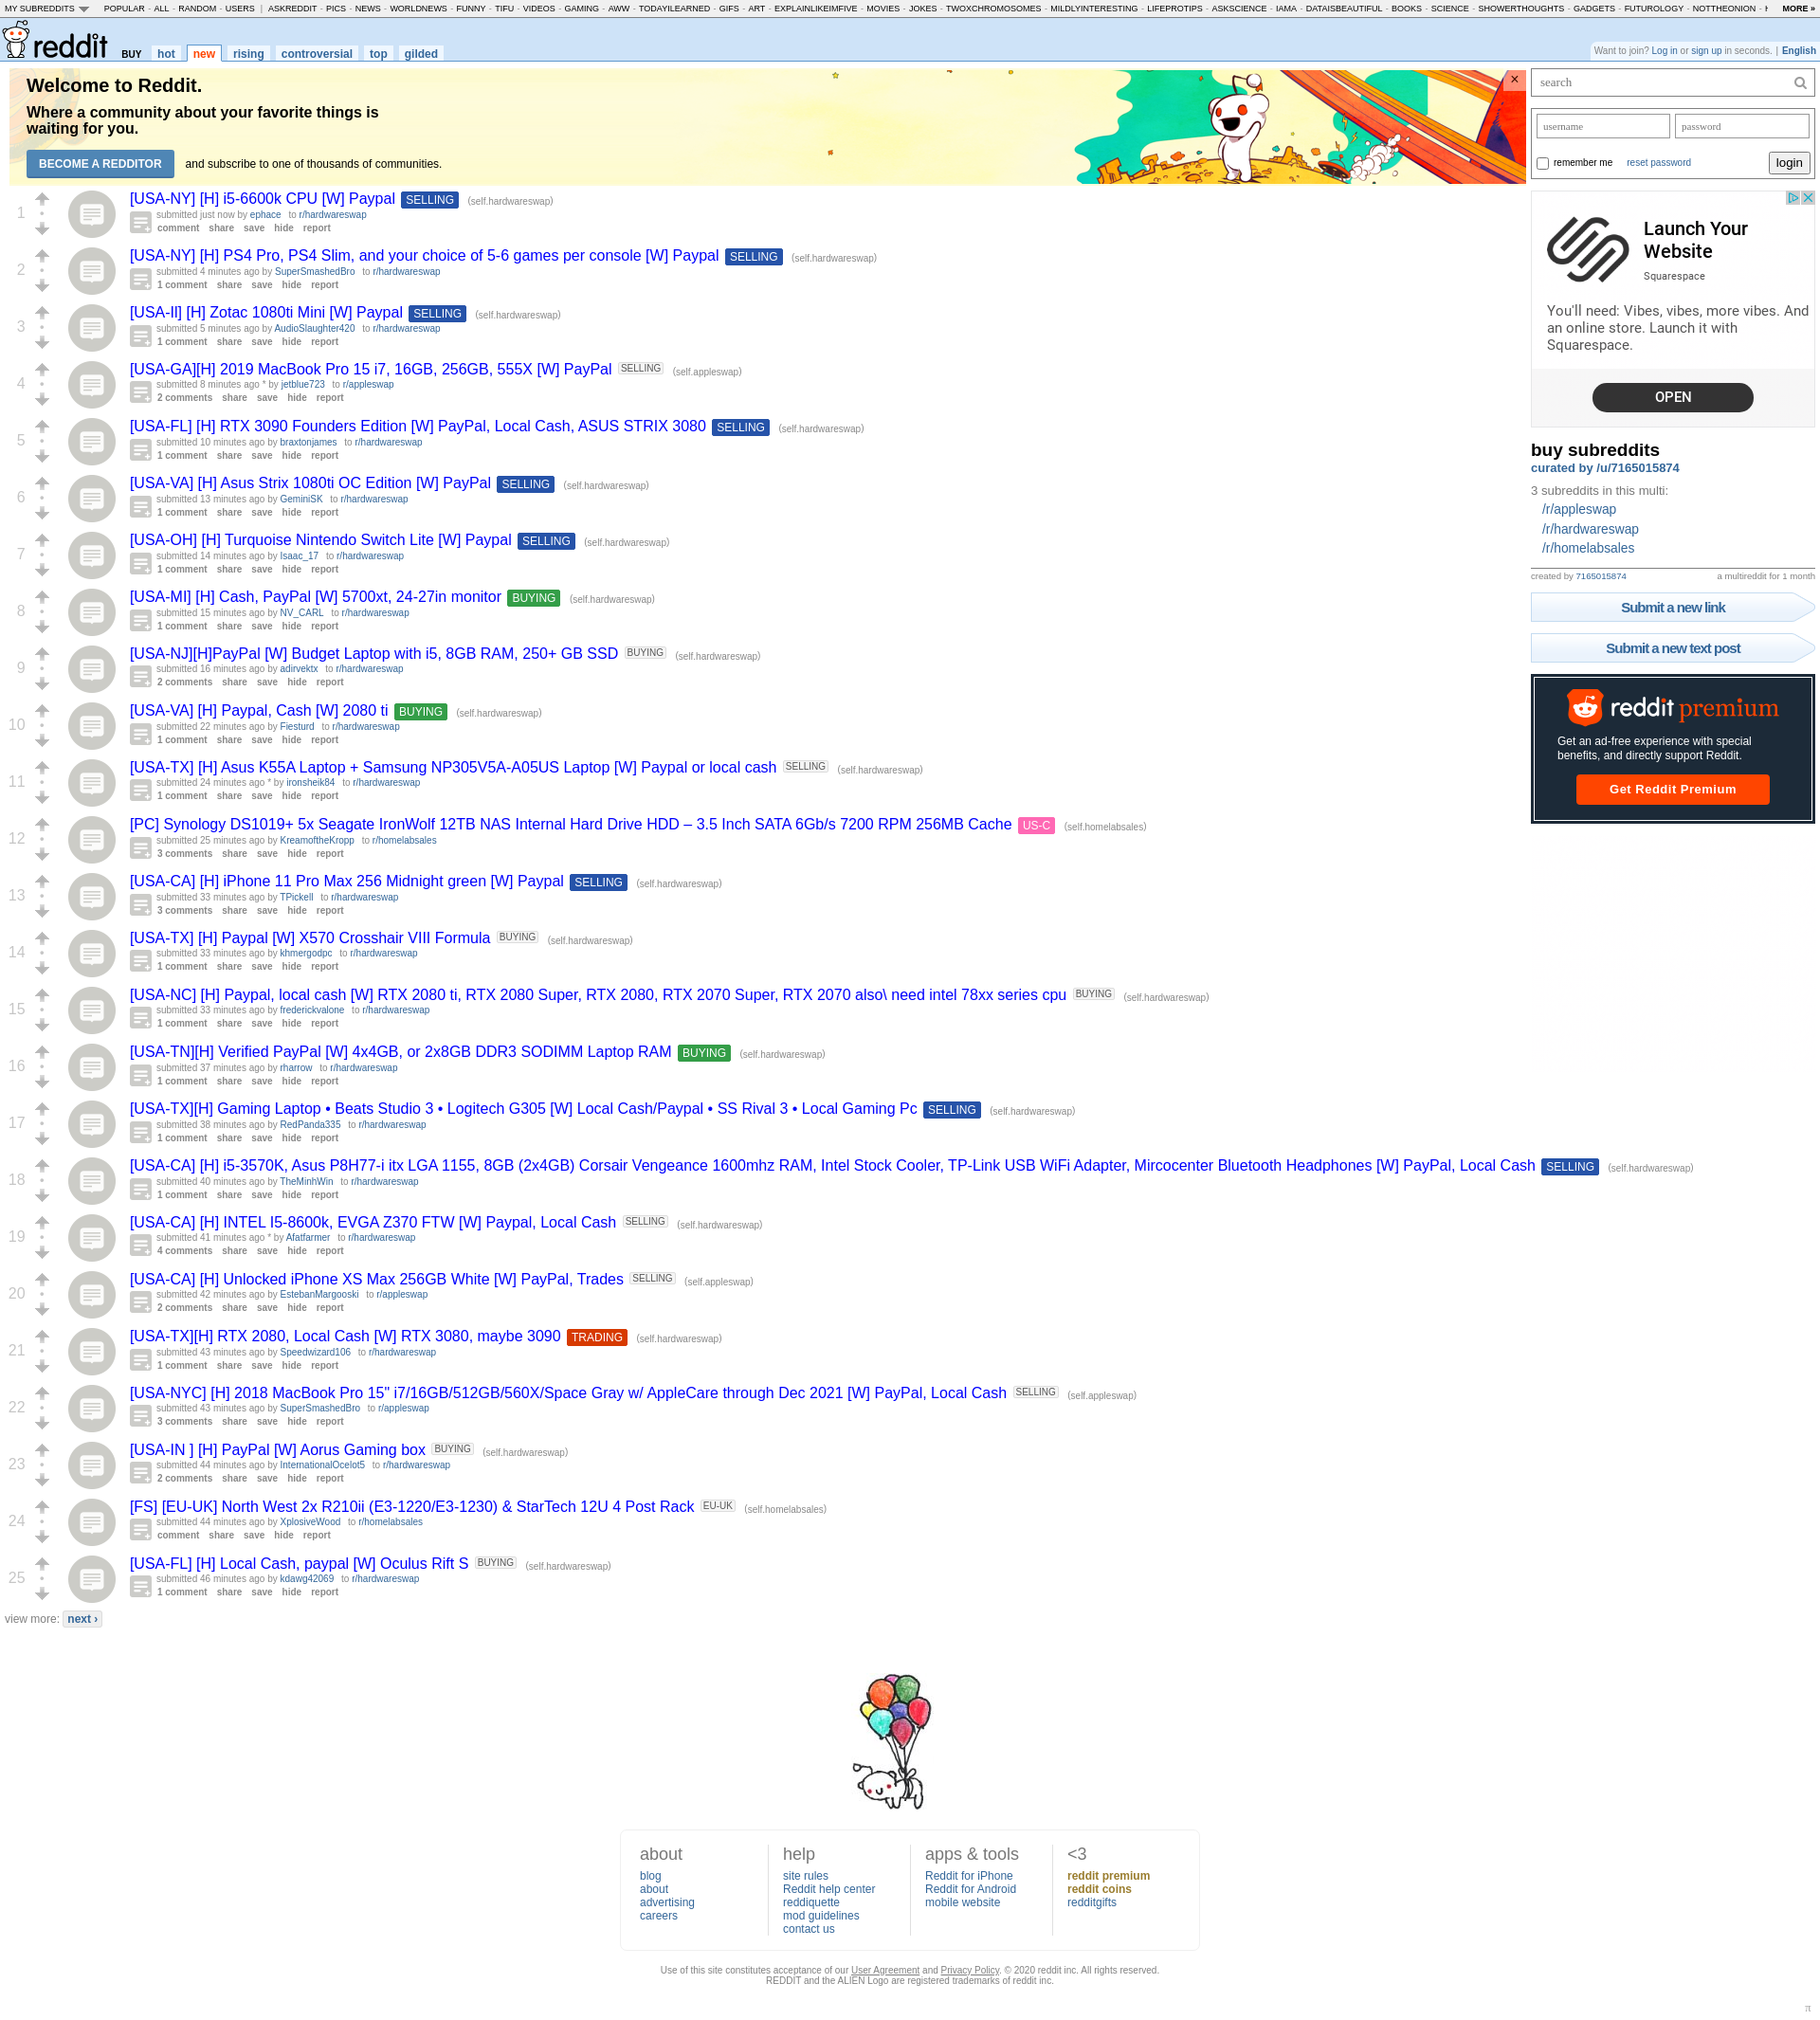 MY SUBREDDITS POPULAR - ALL - RANDOM - USERS | ASKREDDIT - PICS - NEWS - WORLDNEWS - FUNNY - TIFU - VIDEOS - GAMING - AWW - TODAYILEARNED - GIFS - ART - EXPLAINLIKEIMFIVE - MOVIES - JOKES - TWOXCHROMOSOMES - MILDLYINTERESTING - LIFEPROTIPS - ASKSCIENCE - IAMA - DATAISBEAUTIFUL - BOOKS - SCIENCE - SHOWERTHOUGHTS - GADGETS - FUTUROLOGY - NOTTHEONION - MORE »
reddit BUY hot new rising controversial top gilded
Want to join? Log in or sign up in seconds. | English
Welcome to Reddit.
Where a community about your favorite things is
waiting for you.
BECOME A REDDITOR and subscribe to one of thousands of communities.
×
1
[USA-NY] [H] i5-6600k CPU [W] Paypal SELLING (self.hardwareswap)
submitted just now by ephace to r/hardwareswap
comment share save hide report
2
[USA-NY] [H] PS4 Pro, PS4 Slim, and your choice of 5-6 games per console [W] Paypal SELLING (self.hardwareswap)
submitted 4 minutes ago by SuperSmashedBro to r/hardwareswap
1 comment share save hide report
3
[USA-Il] [H] Zotac 1080ti Mini [W] Paypal SELLING (self.hardwareswap)
submitted 5 minutes ago by AudioSlaughter420 to r/hardwareswap
1 comment share save hide report
4
[USA-GA][H] 2019 MacBook Pro 15 i7, 16GB, 256GB, 555X [W] PayPal SELLING (self.appleswap)
submitted 8 minutes ago * by jetblue723 to r/appleswap
2 comments share save hide report
5
[USA-FL] [H] RTX 3090 Founders Edition [W] PayPal, Local Cash, ASUS STRIX 3080 SELLING (self.hardwareswap)
submitted 10 minutes ago by braxtonjames to r/hardwareswap
1 comment share save hide report
6
[USA-VA] [H] Asus Strix 1080ti OC Edition [W] PayPal SELLING (self.hardwareswap)
submitted 13 minutes ago by GeminiSK to r/hardwareswap
1 comment share save hide report
7
[USA-OH] [H] Turquoise Nintendo Switch Lite [W] Paypal SELLING (self.hardwareswap)
submitted 14 minutes ago by Isaac_17 to r/hardwareswap
1 comment share save hide report
8
[USA-MI] [H] Cash, PayPal [W] 5700xt, 24-27in monitor BUYING (self.hardwareswap)
submitted 15 minutes ago by NV_CARL to r/hardwareswap
1 comment share save hide report
9
[USA-NJ][H]PayPal [W] Budget Laptop with i5, 8GB RAM, 250+ GB SSD BUYING (self.hardwareswap)
submitted 16 minutes ago by adirvektx to r/hardwareswap
2 comments share save hide report
10
[USA-VA] [H] Paypal, Cash [W] 2080 ti BUYING (self.hardwareswap)
submitted 22 minutes ago by Fiesturd to r/hardwareswap
1 comment share save hide report
11
[USA-TX] [H] Asus K55A Laptop + Samsung NP305V5A-A05US Laptop [W] Paypal or local cash SELLING (self.hardwareswap)
submitted 24 minutes ago * by ironsheik84 to r/hardwareswap
1 comment share save hide report
12
[PC] Synology DS1019+ 5x Seagate IronWolf 12TB NAS Internal Hard Drive HDD – 3.5 Inch SATA 6Gb/s 7200 RPM 256MB Cache US-C (self.homelabsales)
submitted 25 minutes ago by KreamoftheKropp to r/homelabsales
3 comments share save hide report
13
[USA-CA] [H] iPhone 11 Pro Max 256 Midnight green [W] Paypal SELLING (self.hardwareswap)
submitted 33 minutes ago by TPickell to r/hardwareswap
3 comments share save hide report
14
[USA-TX] [H] Paypal [W] X570 Crosshair VIII Formula BUYING (self.hardwareswap)
submitted 33 minutes ago by khmergodpc to r/hardwareswap
1 comment share save hide report
15
[USA-NC] [H] Paypal, local cash [W] RTX 2080 ti, RTX 2080 Super, RTX 2080, RTX 2070 Super, RTX 2070 also\ need intel 78xx series cpu BUYING (self.hardwareswap)
submitted 33 minutes ago by frederickvalone to r/hardwareswap
1 comment share save hide report
16
[USA-TN][H] Verified PayPal [W] 4x4GB, or 2x8GB DDR3 SODIMM Laptop RAM BUYING (self.hardwareswap)
submitted 37 minutes ago by rharrow to r/hardwareswap
1 comment share save hide report
17
[USA-TX][H] Gaming Laptop • Beats Studio 3 • Logitech G305 [W] Local Cash/Paypal • SS Rival 3 • Local Gaming Pc SELLING (self.hardwareswap)
submitted 38 minutes ago by RedPanda335 to r/hardwareswap
1 comment share save hide report
18
[USA-CA] [H] i5-3570K, Asus P8H77-i itx LGA 1155, 8GB (2x4GB) Corsair Vengeance 1600mhz RAM, Intel Stock Cooler, TP-Link USB WiFi Adapter, Mircocenter Bluetooth Headphones [W] PayPal, Local Cash SELLING (self.hardwareswap)
submitted 40 minutes ago by TheMinhWin to r/hardwareswap
1 comment share save hide report
19
[USA-CA] [H] INTEL I5-8600k, EVGA Z370 FTW [W] Paypal, Local Cash SELLING (self.hardwareswap)
submitted 41 minutes ago * by Afatfarmer to r/hardwareswap
4 comments share save hide report
20
[USA-CA] [H] Unlocked iPhone XS Max 256GB White [W] PayPal, Trades SELLING (self.appleswap)
submitted 42 minutes ago by EstebanMargooski to r/appleswap
2 comments share save hide report
21
[USA-TX][H] RTX 2080, Local Cash [W] RTX 3080, maybe 3090 TRADING (self.hardwareswap)
submitted 43 minutes ago by Speedwizard106 to r/hardwareswap
1 comment share save hide report
22
[USA-NYC] [H] 2018 MacBook Pro 15" i7/16GB/512GB/560X/Space Gray w/ AppleCare through Dec 2021 [W] PayPal, Local Cash SELLING (self.appleswap)
submitted 43 minutes ago by SuperSmashedBro to r/appleswap
3 comments share save hide report
23
[USA-IN ] [H] PayPal [W] Aorus Gaming box BUYING (self.hardwareswap)
submitted 44 minutes ago by InternationalOcelot5 to r/hardwareswap
2 comments share save hide report
24
[FS] [EU-UK] North West 2x R210ii (E3-1220/E3-1230) & StarTech 12U 4 Post Rack EU-UK (self.homelabsales)
submitted 44 minutes ago by XplosiveWood to r/homelabsales
comment share save hide report
25
[USA-FL] [H] Local Cash, paypal [W] Oculus Rift S BUYING (self.hardwareswap)
submitted 46 minutes ago by kdawg42069 to r/hardwareswap
1 comment share save hide report
view more: next ›
search
username password
remember me reset password login
Launch Your
Website
Squarespace
You'll need: Vibes, vibes, more vibes. And
an online store. Launch it with
Squarespace.
OPEN
buy subreddits
curated by /u/7165015874
3 subreddits in this multi:
/r/appleswap
/r/hardwareswap
/r/homelabsales
created by 7165015874 a multireddit for 1 month
Submit a new link
Submit a new text post
reddit premium
Get an ad-free experience with special
benefits, and directly support Reddit.
Get Reddit Premium
about
blog
about
advertising
careers
help
site rules
Reddit help center
reddiquette
mod guidelines
contact us
apps & tools
Reddit for iPhone
Reddit for Android
mobile website
<3
reddit premium
reddit coins
redditgifts
Use of this site constitutes acceptance of our User Agreement and Privacy Policy. © 2020 reddit inc. All rights reserved.
REDDIT and the ALIEN Logo are registered trademarks of reddit inc.
π